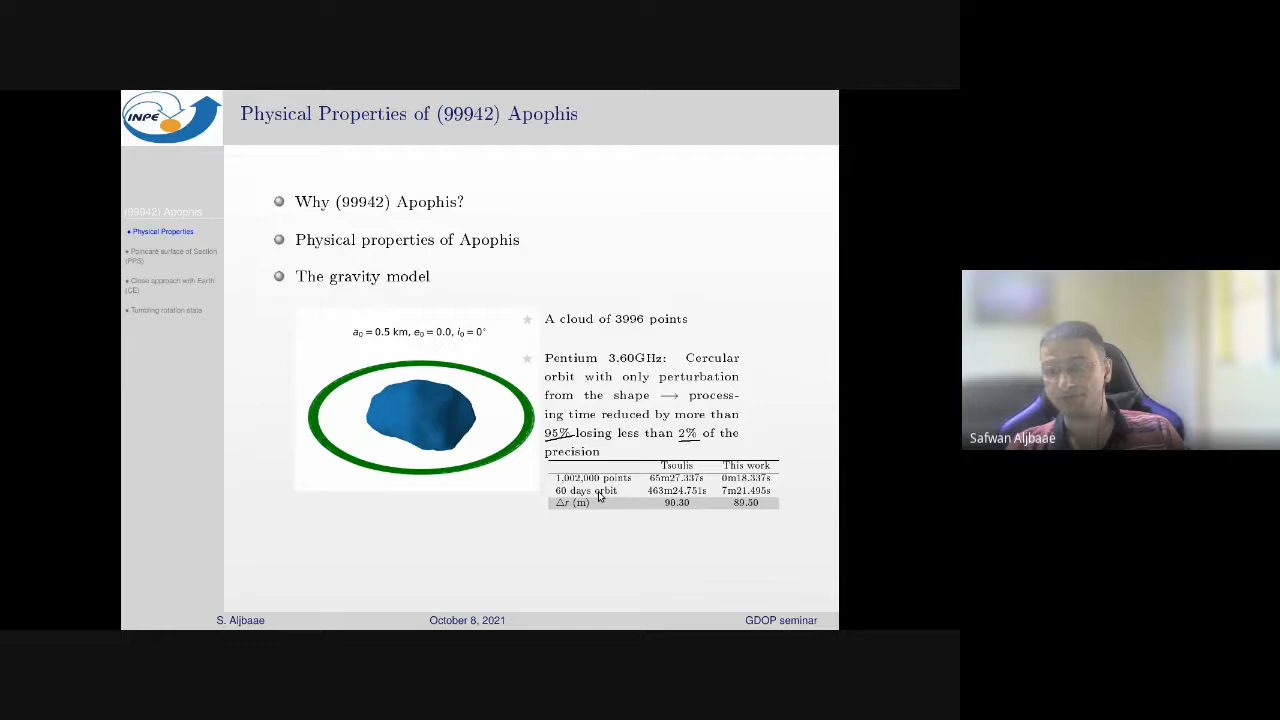 INPE
Physical Properties of (99942) Apophis
(99942) Apophis
• Physical Properties
• Poincaré surface of Section
(PPS)
• Close approach with Earth
(CE)
• Tumbling rotation stats
Why (99942) Apophis?
Physical properties of Apophis
The gravity model
a₀ = 0.5 km, e₀ = 0.0, i₀ = 0°
A cloud of 3996 points
Pentium 3.60GHz: Cercular
orbit with only perturbation
from the shape → process-
ing time reduced by more than
95% losing less than 2% of the
precision
Tsoulis This work
1,002,000 points 65m27.337s 0m18.337s
60 days orbit 463m24.751s 7m21.495s
△r (m) 90.30 89.50
S. Aljbaae October 8, 2021 GDOP seminar
Safwan Aljbaae